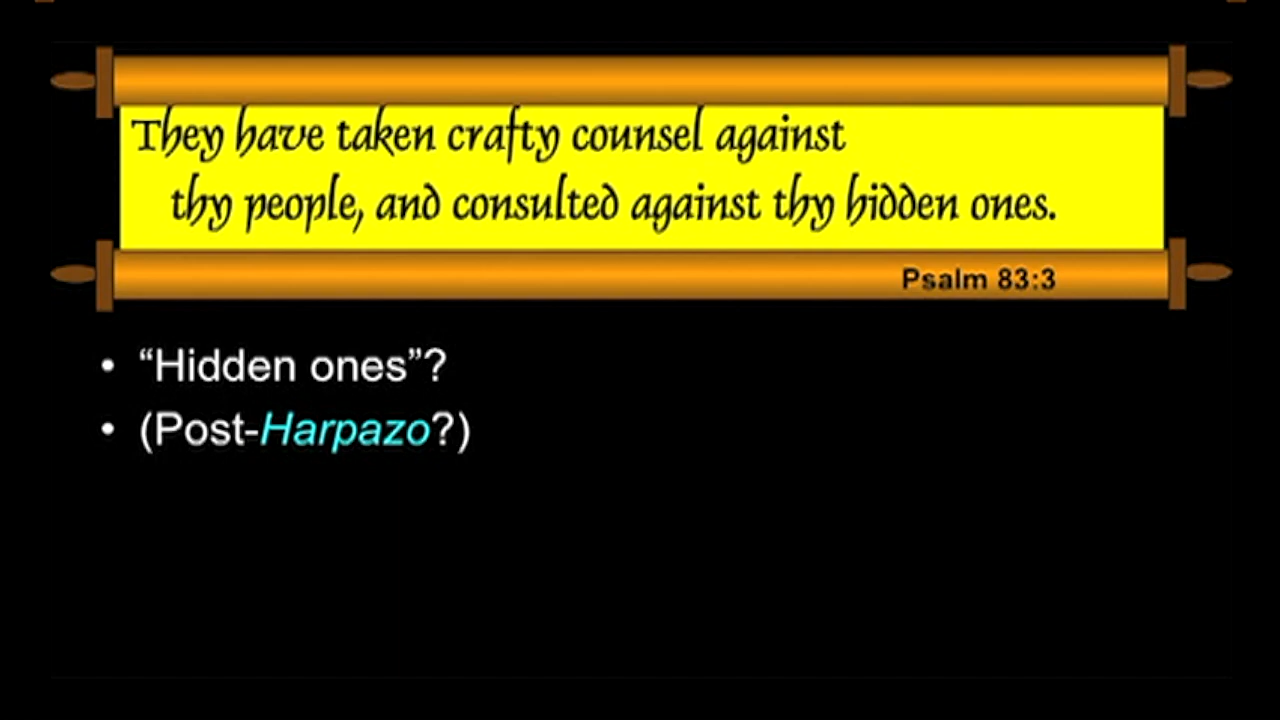 They have taken crafty counsel against
thy people, and consulted against thy hidden ones.
Psalm 83:3
• “Hidden ones”?
• (Post-Harpazo?)